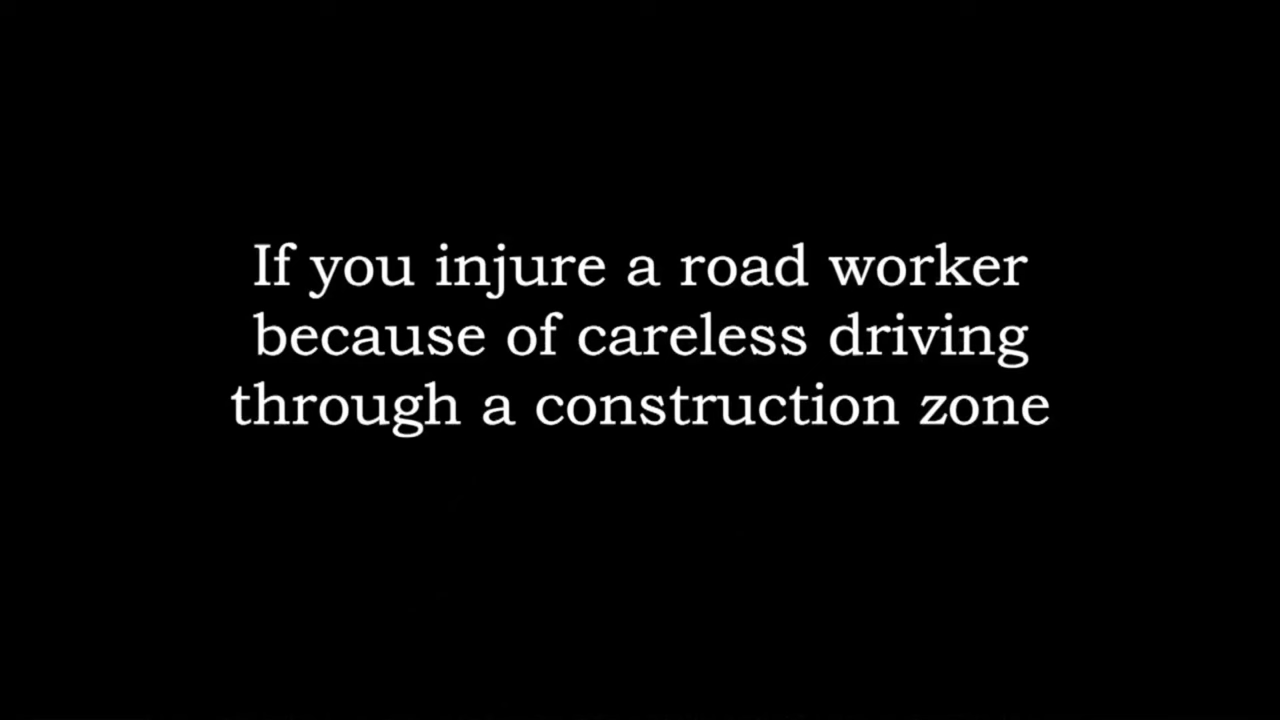 If you injure a road worker
because of careless driving
through a construction zone